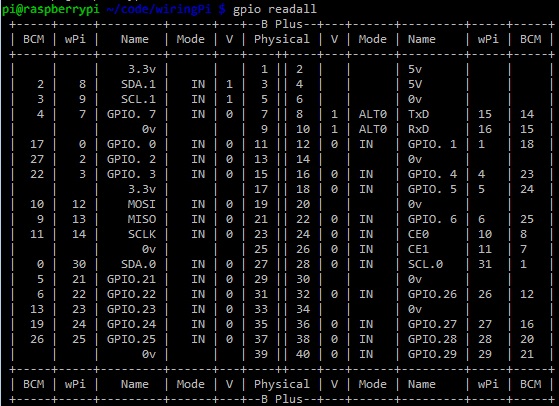 pi@raspberrypi ~/code/wiringPi $ gpio readall
+-----+-----+---------+------+---+--B Plus--+---+------+---------+-----+-----+
| BCM | wPi |   Name  | Mode | V | Physical | V | Mode | Name    | wPi | BCM |
+-----+-----+---------+------+---+----++----+---+------+---------+-----+-----+
|     |     |    3.3v |      |   |  1 || 2  |   |      | 5v      |     |     |
|   2 |   8 |   SDA.1 |   IN | 1 |  3 || 4  |   |      | 5V      |     |     |
|   3 |   9 |   SCL.1 |   IN | 1 |  5 || 6  |   |      | 0v      |     |     |
|   4 |   7 | GPIO. 7 |   IN | 0 |  7 || 8  | 1 | ALT0 | TxD     | 15  | 14  |
|     |     |      0v |      |   |  9 || 10 | 1 | ALT0 | RxD     | 16  | 15  |
|  17 |   0 | GPIO. 0 |   IN | 0 | 11 || 12 | 0 | IN   | GPIO. 1 | 1   | 18  |
|  27 |   2 | GPIO. 2 |   IN | 0 | 13 || 14 |   |      | 0v      |     |     |
|  22 |   3 | GPIO. 3 |   IN | 0 | 15 || 16 | 0 | IN   | GPIO. 4 | 4   | 23  |
|     |     |    3.3v |      |   | 17 || 18 | 0 | IN   | GPIO. 5 | 5   | 24  |
|  10 |  12 |    MOSI |   IN | 0 | 19 || 20 |   |      | 0v      |     |     |
|   9 |  13 |    MISO |   IN | 0 | 21 || 22 | 0 | IN   | GPIO. 6 | 6   | 25  |
|  11 |  14 |    SCLK |   IN | 0 | 23 || 24 | 0 | IN   | CE0     | 10  | 8   |
|     |     |      0v |      |   | 25 || 26 | 0 | IN   | CE1     | 11  | 7   |
|   0 |  30 |   SDA.0 |   IN | 0 | 27 || 28 | 0 | IN   | SCL.0   | 31  | 1   |
|   5 |  21 | GPIO.21 |   IN | 0 | 29 || 30 |   |      | 0v      |     |     |
|   6 |  22 | GPIO.22 |   IN | 0 | 31 || 32 | 0 | IN   | GPIO.26 | 26  | 12  |
|  13 |  23 | GPIO.23 |   IN | 0 | 33 || 34 |   |      | 0v      |     |     |
|  19 |  24 | GPIO.24 |   IN | 0 | 35 || 36 | 0 | IN   | GPIO.27 | 27  | 16  |
|  26 |  25 | GPIO.25 |   IN | 0 | 37 || 38 | 0 | IN   | GPIO.28 | 28  | 20  |
|     |     |      0v |      |   | 39 || 40 | 0 | IN   | GPIO.29 | 29  | 21  |
+-----+-----+---------+------+---+----++----+---+------+---------+-----+-----+
| BCM | wPi |   Name  | Mode | V | Physical | V | Mode | Name    | wPi | BCM |
+-----+-----+---------+------+---+--B Plus--+---+------+---------+-----+-----+